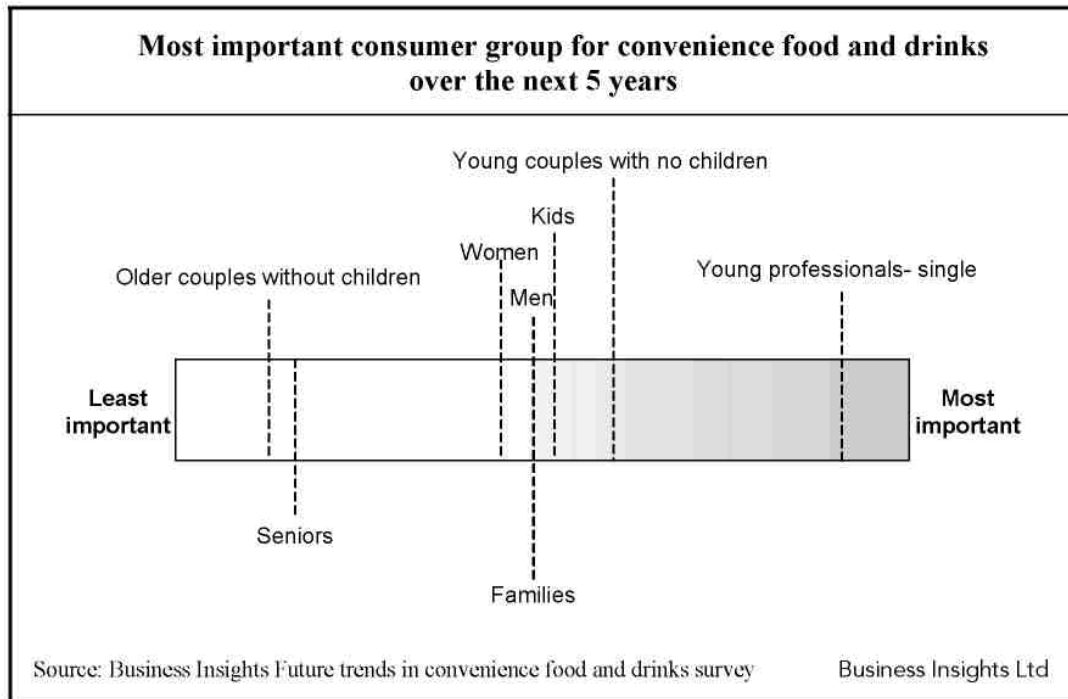 Most important consumer group for convenience food and drinks
over the next 5 years
Young couples with no children
Kids
Women
Older couples without children
Young professionals- single
Men
Least
important
Most
important
Seniors
Families
Source: Business Insights Future trends in convenience food and drinks survey
Business Insights Ltd